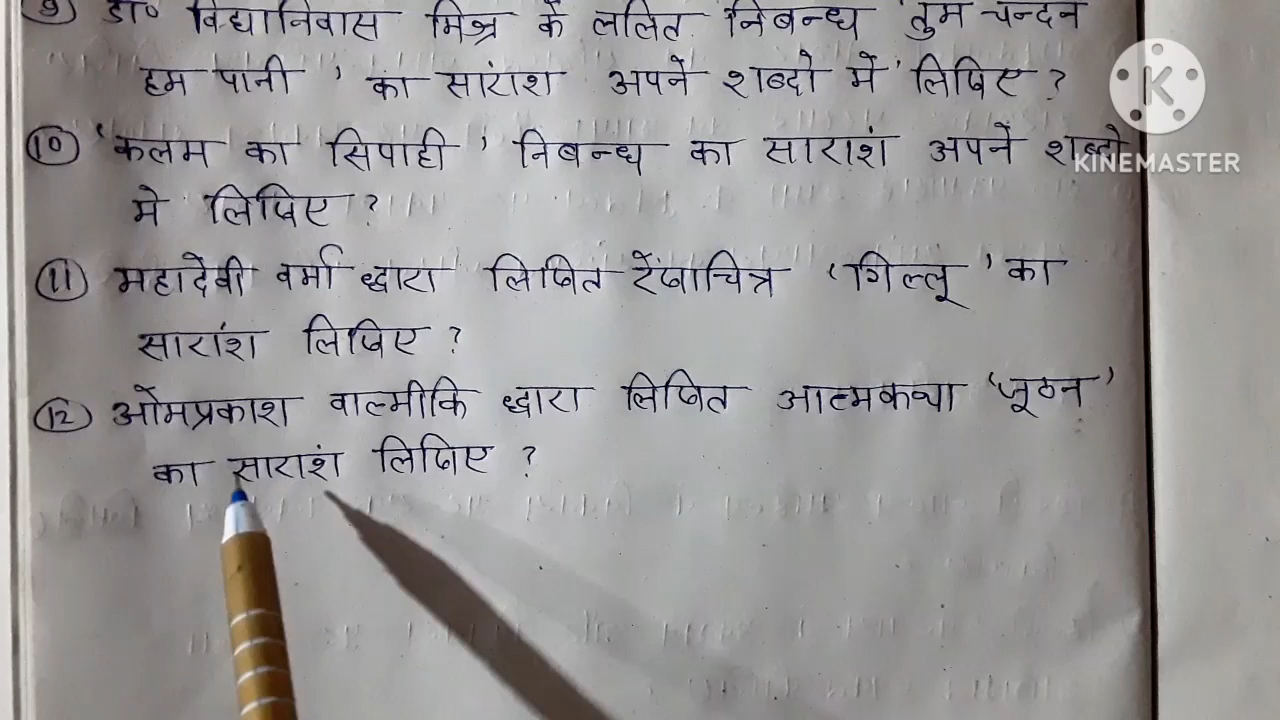 9) डा० विद्यानिवास मिश्र के ललित निबन्ध 'तुम चन्दन
हम पानी' का सारांश अपने शब्दो में लिखिए ?
10) 'कलम का सिपाही' निबन्ध का साराशं अपने शब्दो
मे लिखिए ?
KINEMASTER
11) महादेवी वर्मा द्धारा लिखित रेखाचित्र 'गिल्लू' का
सारांश लिखिए ?
12) ओमप्रकाश वाल्मीकि द्धारा लिखित आत्मकथा 'जूठन'
का साराशं लिखिए ?